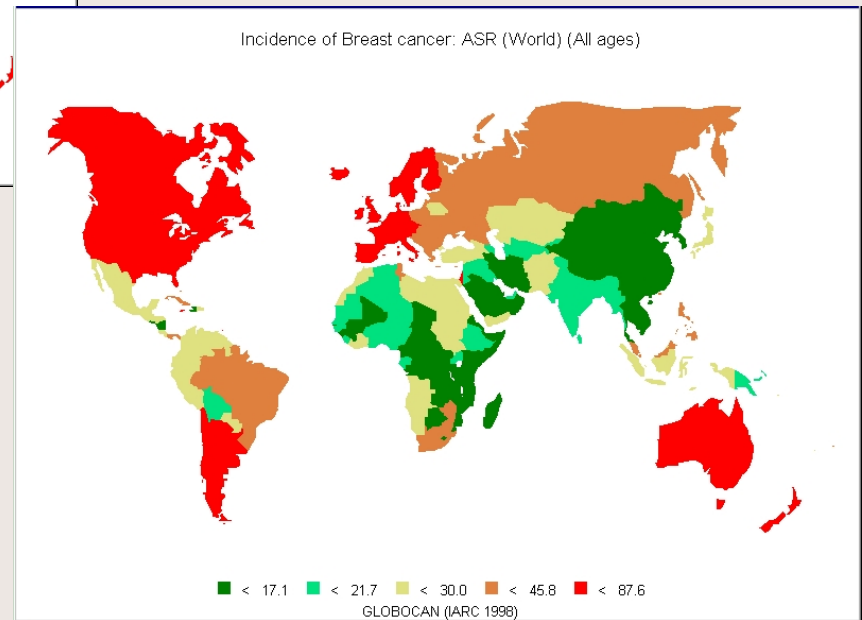 Incidence of Breast cancer: ASR (World) (All ages)
< 17.1 < 21.7 < 30.0 < 45.8 < 87.6
GLOBOCAN (IARC 1998)